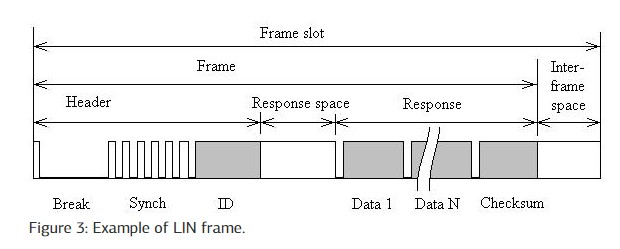 Frame slot
Frame
Inter-
frame
space
Header
Response space
Response
Break
Synch
ID
Data 1
Data N
Checksum
Figure 3: Example of LIN frame.